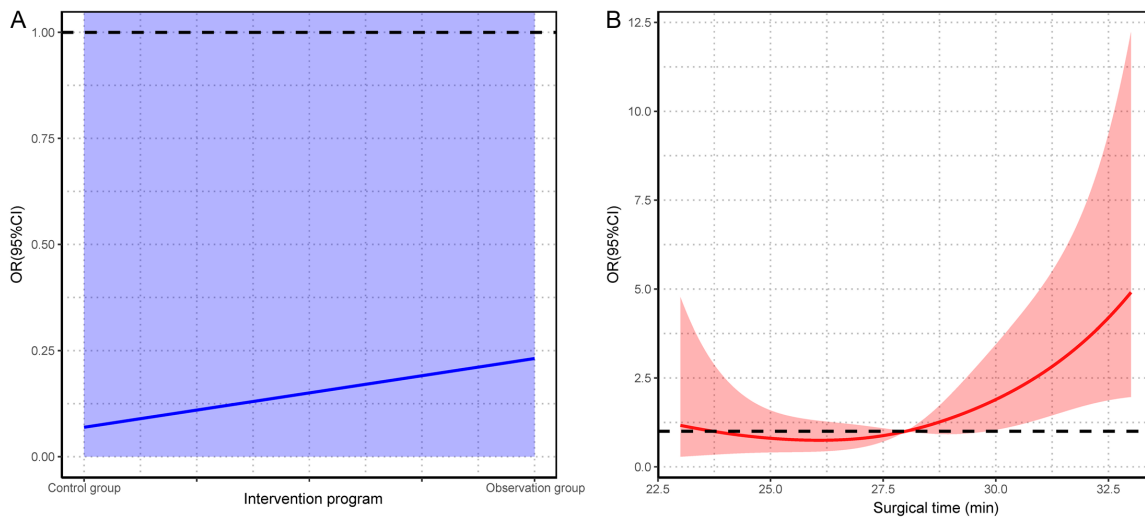 A
OR(95%CI)
1.00
0.75
0.50
0.25
0.00
Control group
Observation group
Intervention program
B
OR(95%CI)
12.5
10.0
7.5
5.0
2.5
0.0
22.5 25.0 27.5 30.0 32.5
Surgical time (min)